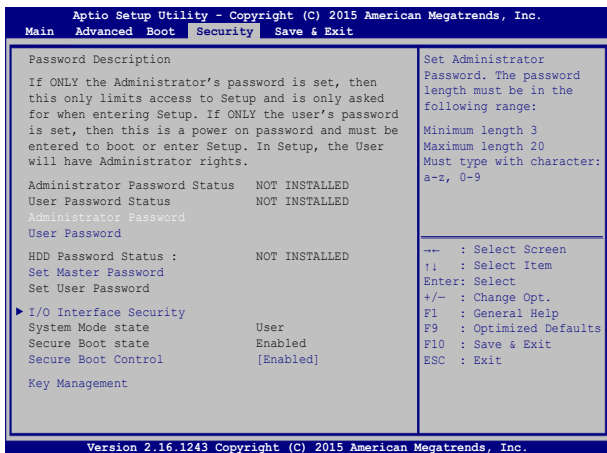 Aptio Setup Utility - Copyright (C) 2015 American Megatrends, Inc.
Main Advanced Boot Security Save & Exit
Password Description
If ONLY the Administrator's password is set, then
this only limits access to Setup and is only asked
for when entering Setup. If ONLY the user's password
is set, then this is a power on password and must be
entered to boot or enter Setup. In Setup, the User
will have Administrator rights.
Administrator Password Status NOT INSTALLED
User Password Status NOT INSTALLED
Administrator Password
User Password
HDD Password Status : NOT INSTALLED
Set Master Password
Set User Password
I/O Interface Security
System Mode state User
Secure Boot state Enabled
Secure Boot Control [Enabled]
Key Management
Set Administrator
Password. The password
length must be in the
following range:
Minimum length 3
Maximum length 20
Must type with character:
a-z, 0-9
→← : Select Screen
↑↓ : Select Item
Enter: Select
+/— : Change Opt.
F1 : General Help
F9 : Optimized Defaults
F10 : Save & Exit
ESC : Exit
Version 2.16.1243 Copyright (C) 2015 American Megatrends, Inc.